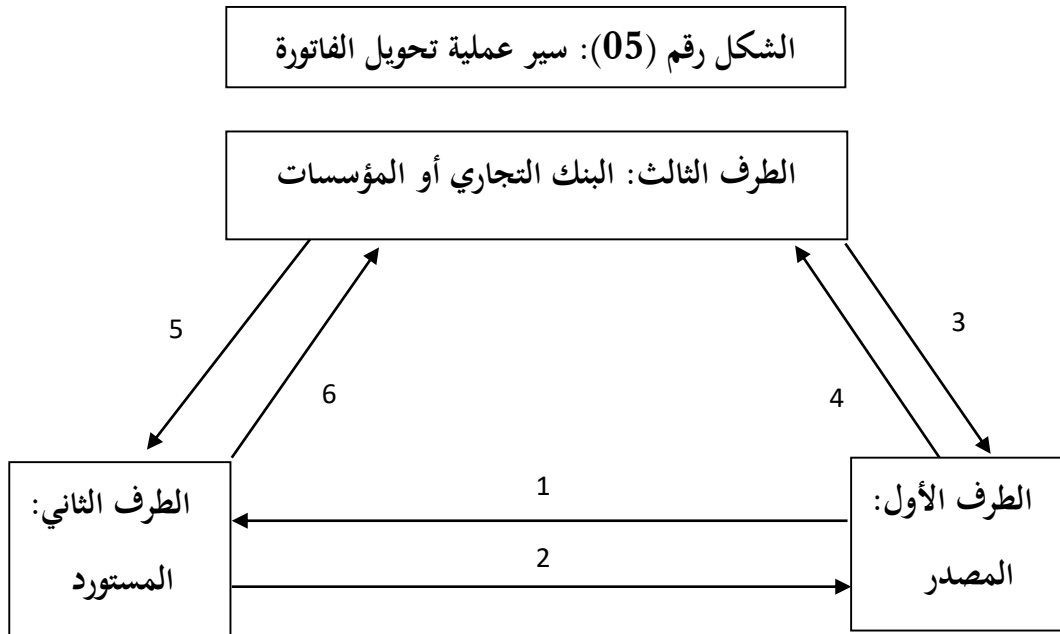 الشكل رقم (05): سير عملية تحويل الفاتورة
الطرف الثالث: البنك التجاري أو المؤسسات
5
3
6
4
الطرف الأول:
المصدر
1
2
الطرف الثاني:
المستورد